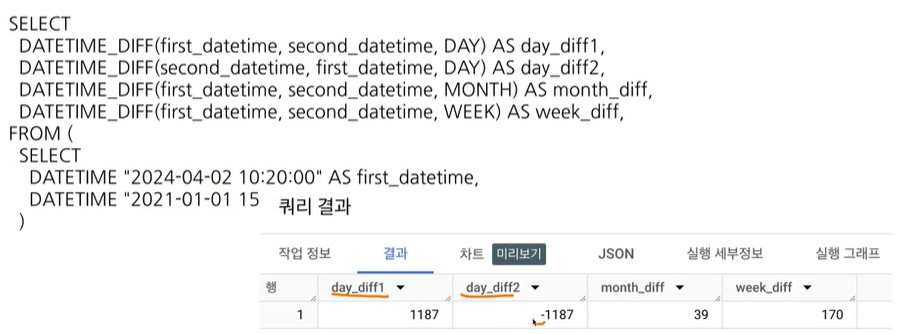 SELECT
DATETIME_DIFF(first_datetime, second_datetime, DAY) AS day_diff1,
DATETIME_DIFF(second_datetime, first_datetime, DAY) AS day_diff2,
DATETIME_DIFF(first_datetime, second_datetime, MONTH) AS month_diff,
DATETIME_DIFF(first_datetime, second_datetime, WEEK) AS week_diff,
FROM (
SELECT
DATETIME "2024-04-02 10:20:00" AS first_datetime,
DATETIME "2021-01-01 15
)
쿼리 결과
작업 정보 결과 차트 미리보기 JSON 실행 세부정보 실행 그래프
행 day_diff1 day_diff2 month_diff week_diff
1 1187 -1187 39 170